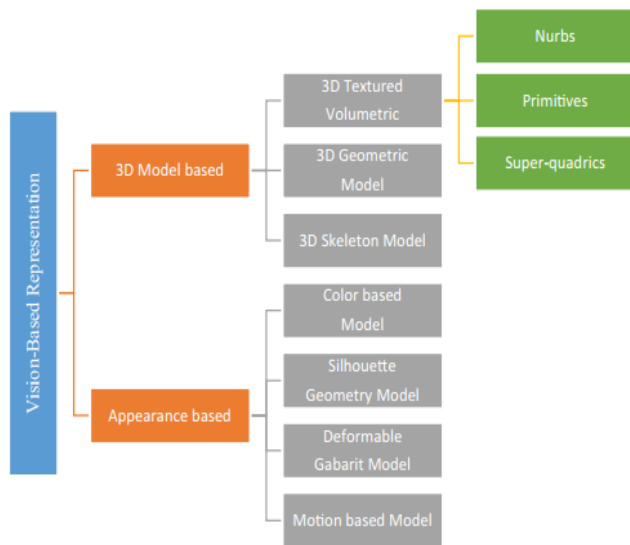 Vision-Based Representation
3D Model based
3D Textured
Volumetric
Nurbs
Primitives
Super-quadrics
3D Geometric
Model
3D Skeleton Model
Appearance based
Color based
Model
Silhouette
Geometry Model
Deformable
Gabarit Model
Motion based Model